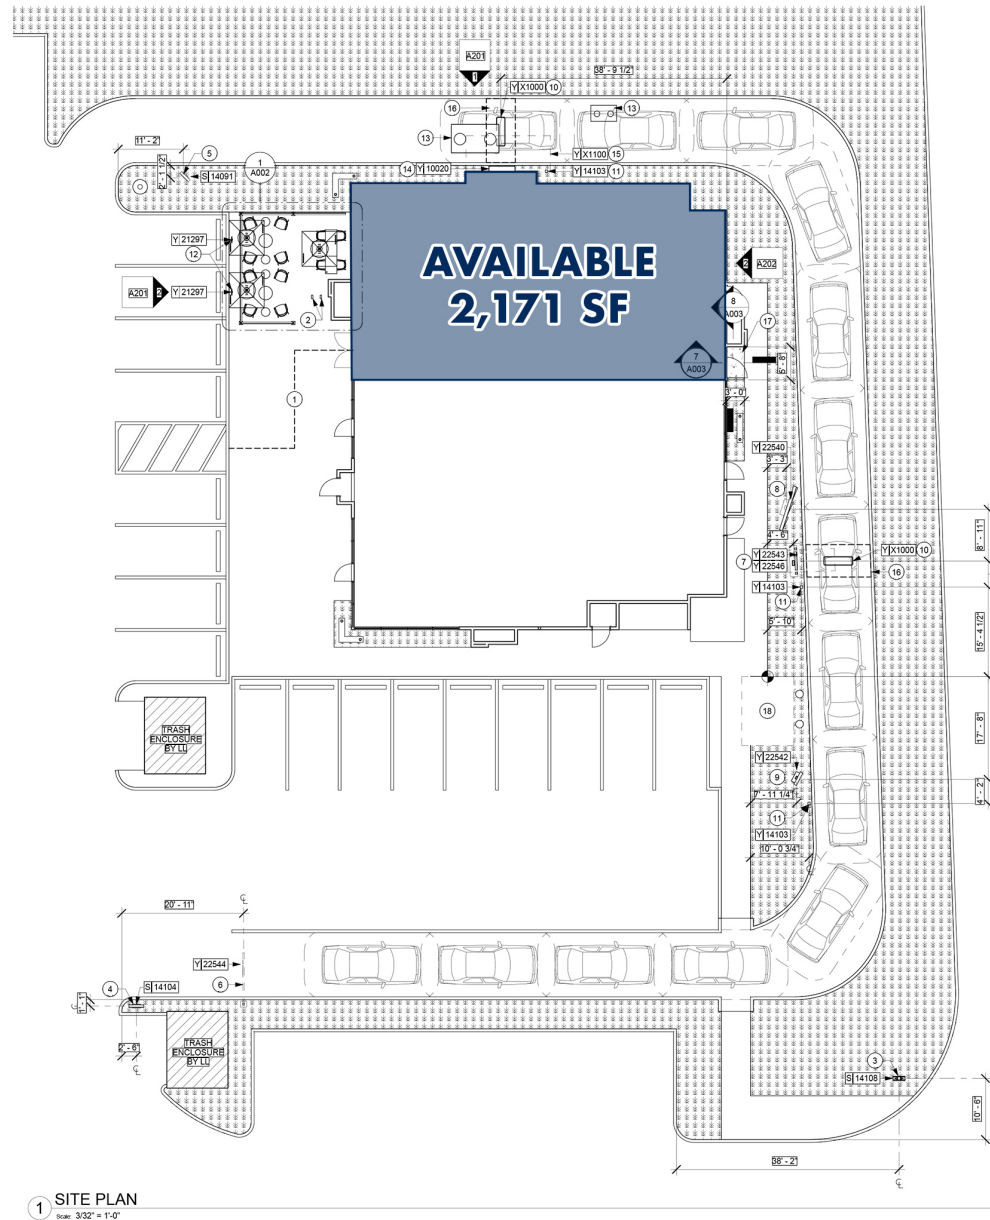 A201
1
38' - 9 1/2"
Y X1000 10
16
13
13
11' - 2"
5
1
A002
Y X1100 15
2' - 1 1/2"
S 14091
14 Y 10020
Y 14103 11
Y 21297
12
A201 2
Y 21297
2
AVAILABLE
2,171 SF
2 A202
8
A003
17
7
A003
5' - 8"
1
3' - 0"
Y 22540
3' - 3"
8
4' - 6"
8' - 11"
7
Y 22543
Y 22546
Y X1000 10
16
Y 14103
11
5' - 10"
15' - 4 1/2"
18
17' - 8"
TRASH
ENCLOSURE
BY LL
Y 22542
9
7' - 11 1/4"
4' - 2"
11
Y 14103
10' - 0 3/4"
20' - 11"
Y 22544
6
4
S 14104
1' - 1"
TRASH
ENCLOSURE
BY LL
2' - 6"
3
S 14108
10' - 6"
38' - 2"
1 SITE PLAN
Scale: 3/32" = 1'-0"